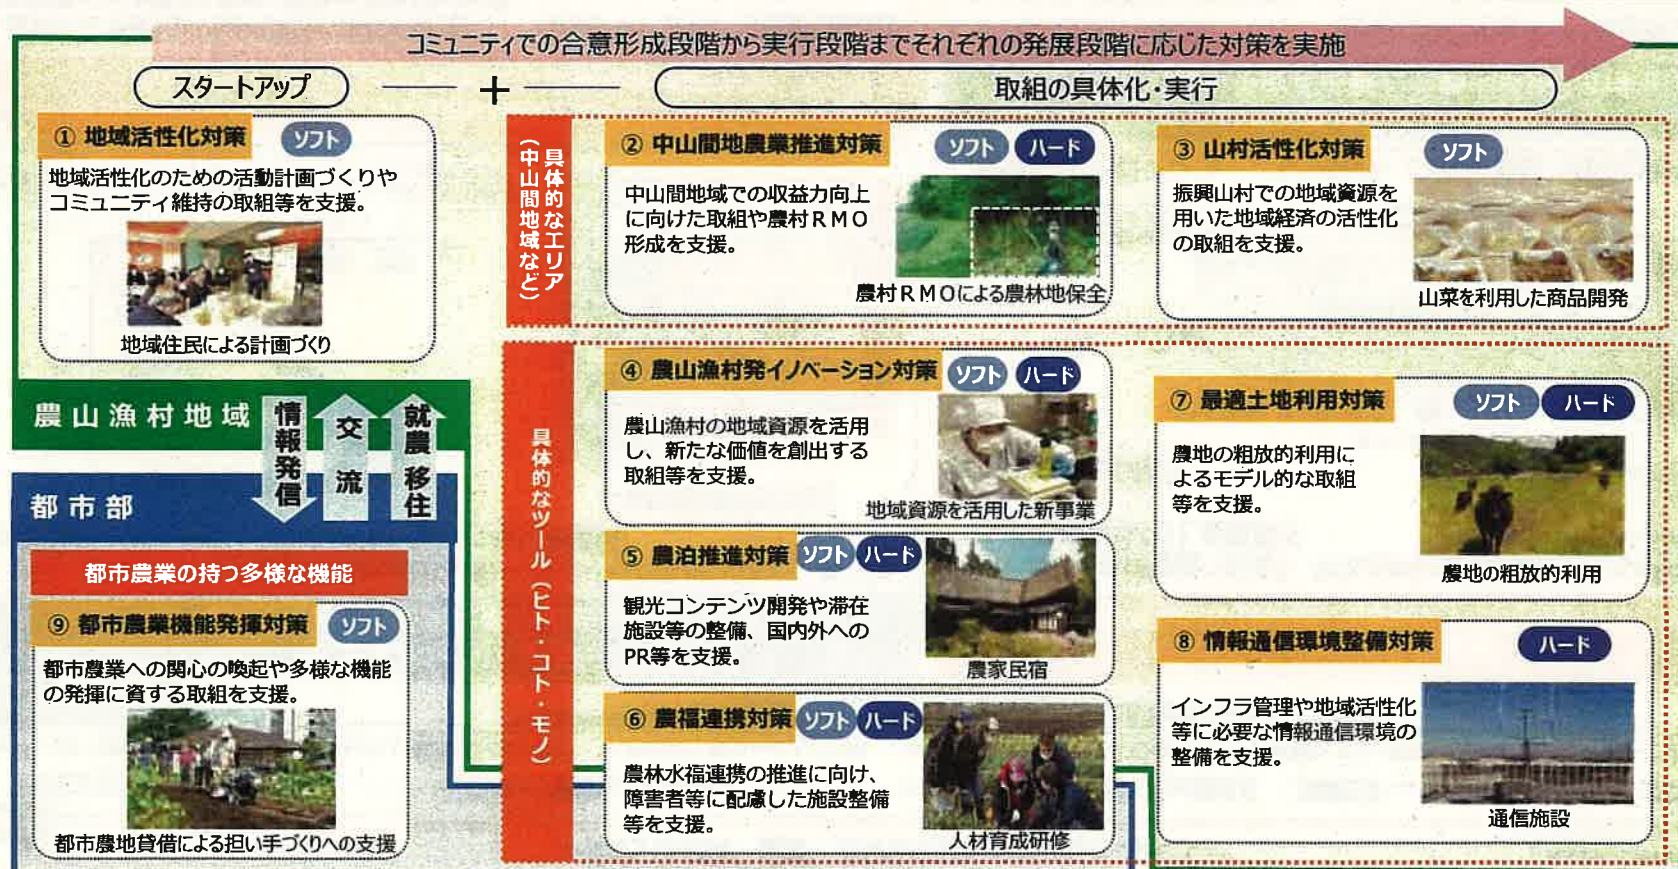 コミュニティでの合意形成段階から実行段階までそれぞれの発展段階に応じた対策を実施
スタートアップ
＋
取組の具体化・実行
① 地域活性化対策
ソフト
地域活性化のための活動計画づくりや
コミュニティ維持の取組等を支援。
地域住民による計画づくり
具体的なエリア
（中山間地域など）
② 中山間地農業推進対策
ソフト
ハード
中山間地域での収益力向上
に向けた取組や農村RMO
形成を支援。
農村RMOによる農林地保全
③ 山村活性化対策
ソフト
振興山村での地域資源を
用いた地域経済の活性化
の取組を支援。
山菜を利用した商品開発
農山漁村地域
情報発信
交流
就農・移住
都市部
都市農業の持つ多様な機能
⑨ 都市農業機能発揮対策
ソフト
都市農業への関心の喚起や多様な機能
の発揮に資する取組を支援。
都市農地貸借による担い手づくりへの支援
具体的なツール（ヒト・コト・モノ）
④ 農山漁村発イノベーション対策
ソフト
ハード
農山漁村の地域資源を活用
し、新たな価値を創出する
取組等を支援。
地域資源を活用した新事業
⑤ 農泊推進対策
ソフト
ハード
観光コンテンツ開発や滞在
施設等の整備、国内外への
PR等を支援。
農家民宿
⑥ 農福連携対策
ソフト
ハード
農林水福連携の推進に向け、
障害者等に配慮した施設整備
等を支援。
人材育成研修
⑦ 最適土地利用対策
ソフト
ハード
農地の粗放的利用に
よるモデル的な取組
等を支援。
農地の粗放的利用
⑧ 情報通信環境整備対策
ハード
インフラ管理や地域活性化
等に必要な情報通信環境の
整備を支援。
通信施設